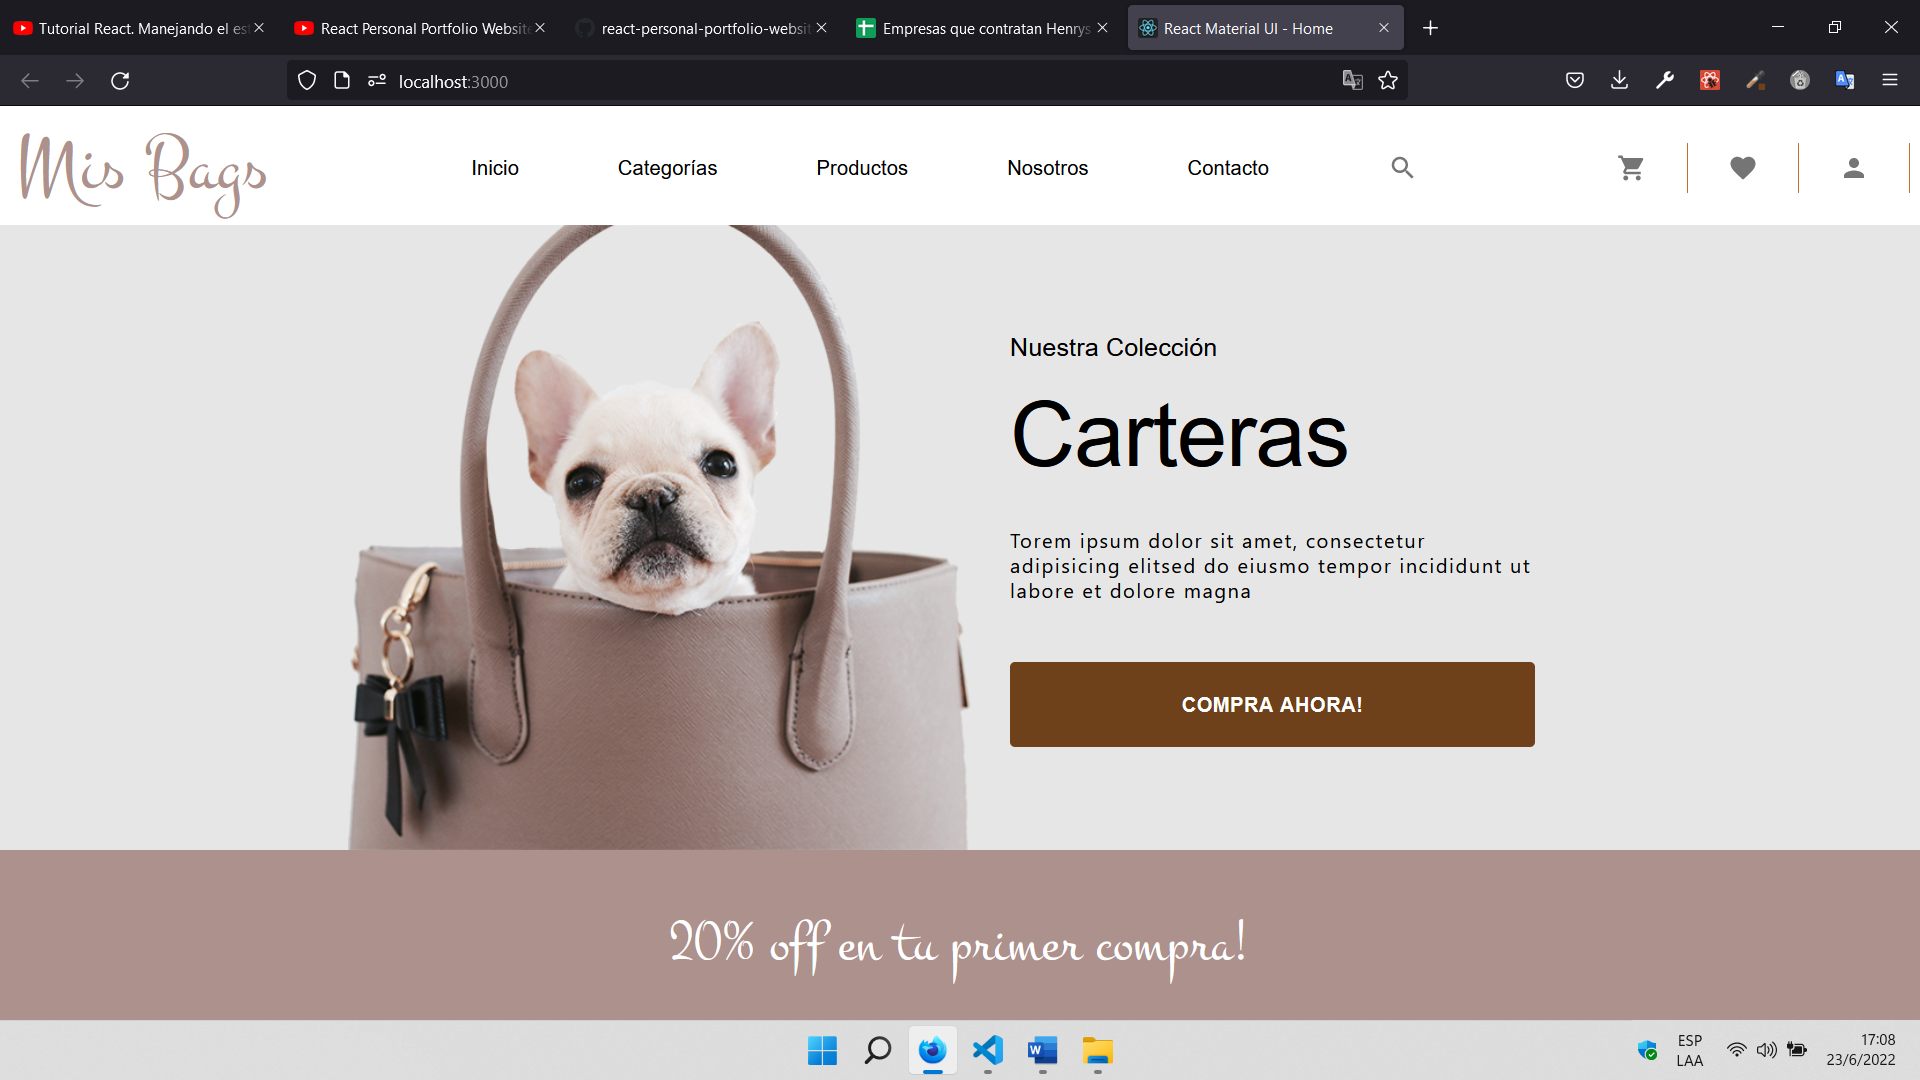 Tutorial React. Manejando el es
React Personal Portfolio Website
react-personal-portfolio-websit
Empresas que contratan Henrys
React Material UI - Home
localhost:3000
Mis Bags
Inicio
Categorías
Productos
Nosotros
Contacto
Nuestra Colección
Carteras
Torem ipsum dolor sit amet, consectetur
adipisicing elitsed do eiusmo tempor incididunt ut
labore et dolore magna
COMPRA AHORA!
20% off en tu primer compra!
ESP
LAA
17:08
23/6/2022